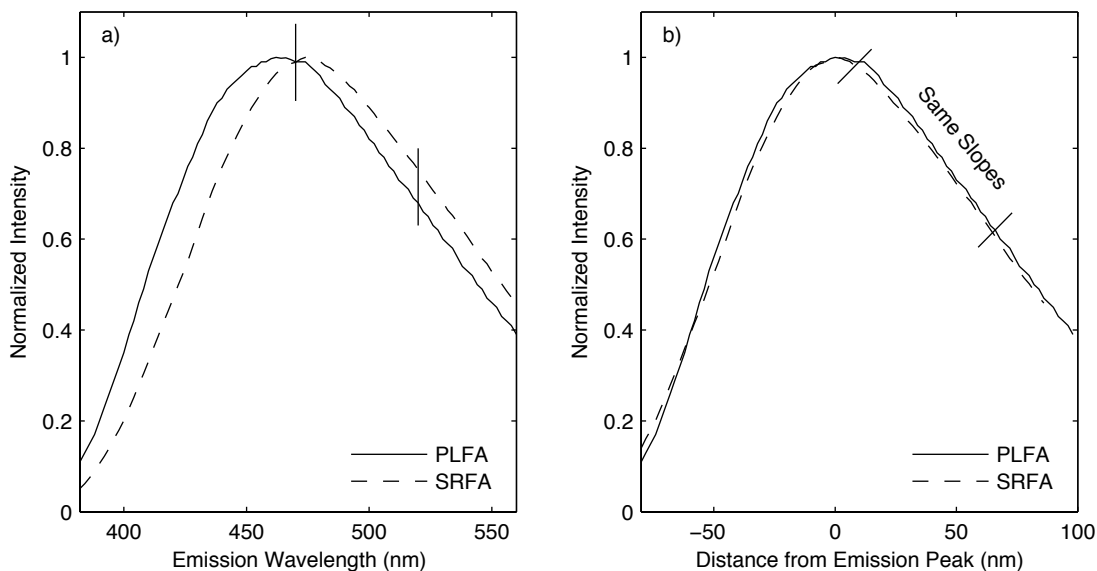 a)
Normalized Intensity
1
0.8
0.6
0.4
0.2
0
400
450
500
550
Emission Wavelength (nm)
PLFA
SRFA
b)
Normalized Intensity
1
0.8
0.6
0.4
0.2
0
−50
0
50
100
Distance from Emission Peak (nm)
Same Slopes
PLFA
SRFA